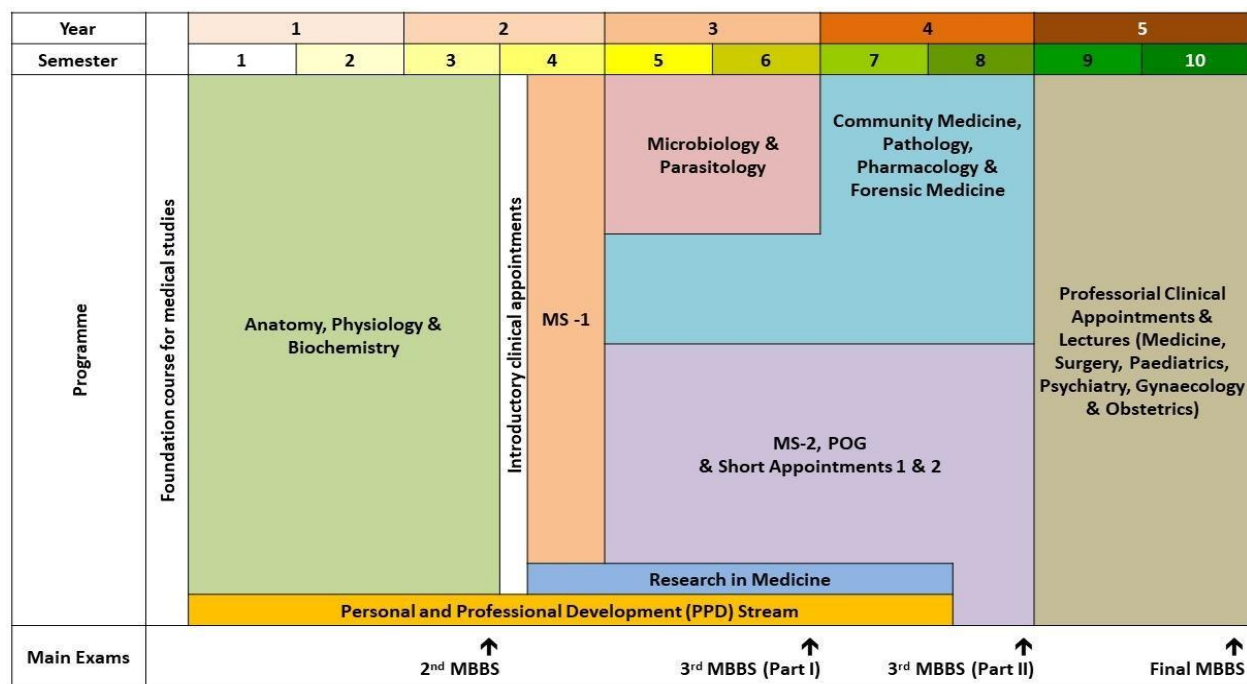 Year 1 2 3 4 5
Semester 1 2 3 4 5 6 7 8 9 10
Programme
Foundation course for medical studies
Anatomy, Physiology &
Biochemistry
Introductory clinical appointments
MS -1
Microbiology &
Parasitology
Community Medicine,
Pathology,
Pharmacology &
Forensic Medicine
MS-2, POG
& Short Appointments 1 & 2
Professorial Clinical
Appointments &
Lectures (Medicine,
Surgery, Paediatrics,
Psychiatry, Gynaecology
& Obstetrics)
Research in Medicine
Personal and Professional Development (PPD) Stream
Main Exams
2nd MBBS
3rd MBBS (Part I)
3rd MBBS (Part II)
Final MBBS